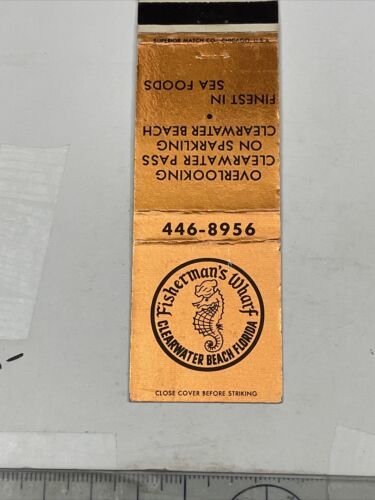 SUPERIOR MATCH CO., CHICAGO, U.S.A.
OVERLOOKING
CLEARWATER PASS
ON SPARKLING
CLEARWATER BEACH
•
FINEST IN
SEA FOODS
446-8956
Fisherman's Wharf
CLEARWATER BEACH FLORIDA
CLOSE COVER BEFORE STRIKING